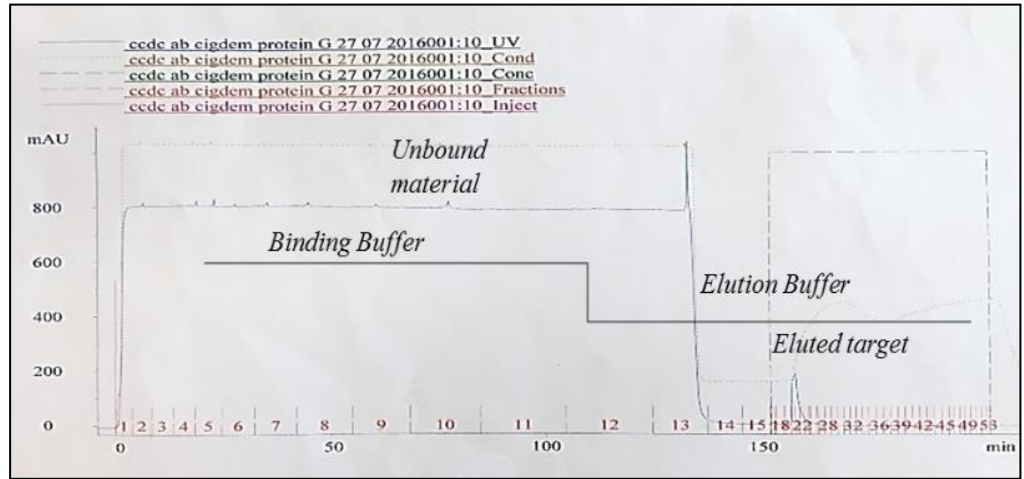 ccdc ab cigdem protein G 27 07 2016001:10_UV
ccdc ab cigdem protein G 27 07 2016001:10_Cond
ccdc ab cigdem protein G 27 07 2016001:10_Conc
ccdc ab cigdem protein G 27 07 2016001:10_Fractions
ccdc ab cigdem protein G 27 07 2016001:10_Inject
mAU
Unbound
material
800
Binding Buffer
600
Elution Buffer
400
Eluted target
200
0 1 2 3 4 5 6 7 8 9 10 11 12 13 14 15 18 22 28 32 36 39 42 45 49 53
0 50 100 150 min